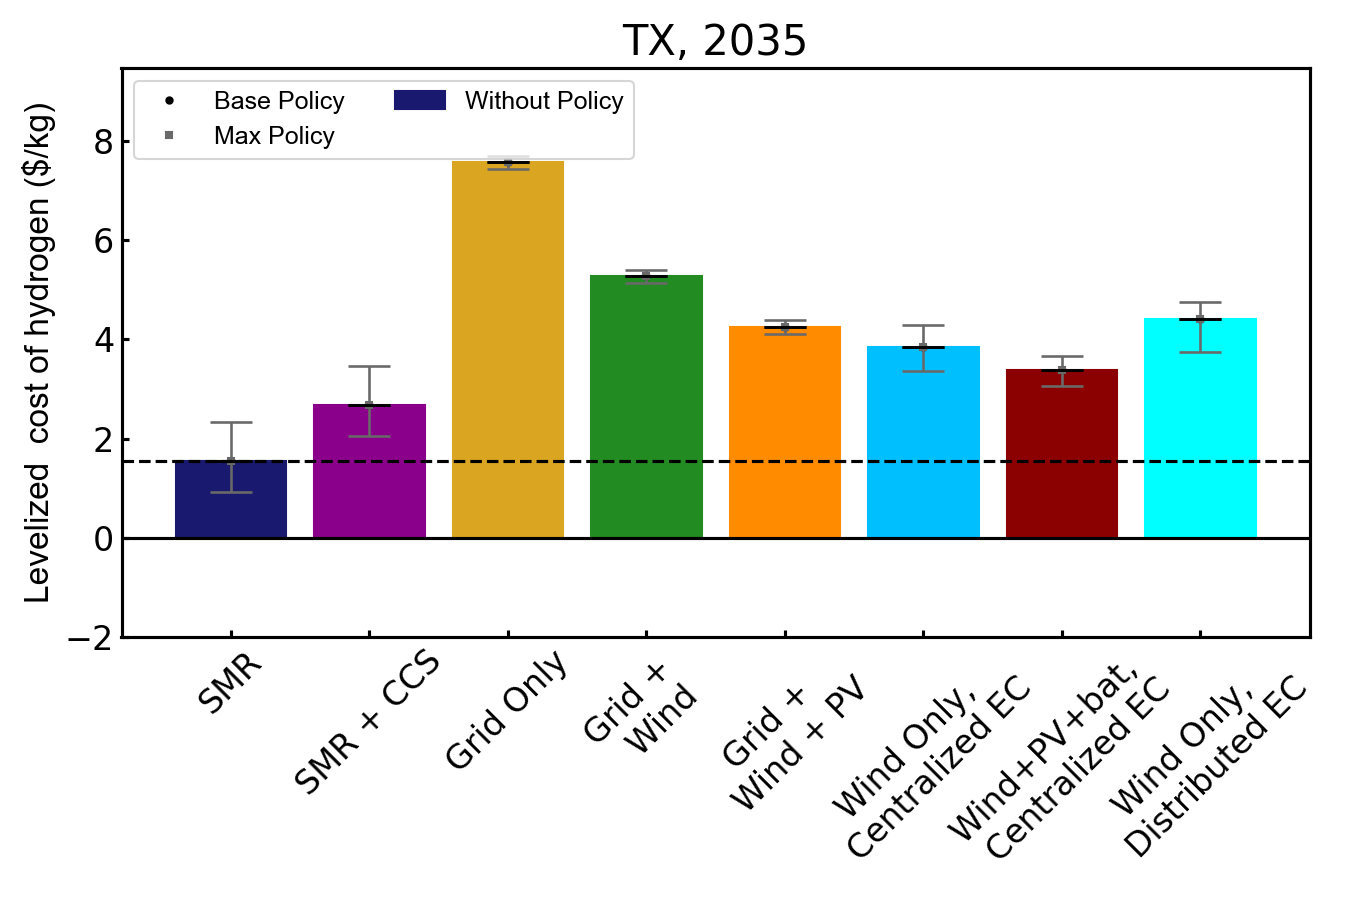 TX, 2035
Base Policy
Max Policy
Without Policy
Levelized  cost of hydrogen ($/kg)
8
6
4
2
0
−2
SMR
SMR + CCS
Grid Only
Grid +
Wind
Grid +
Wind + PV
Wind Only,
Centralized EC
Wind+PV+bat,
Centralized EC
Wind Only,
Distributed EC